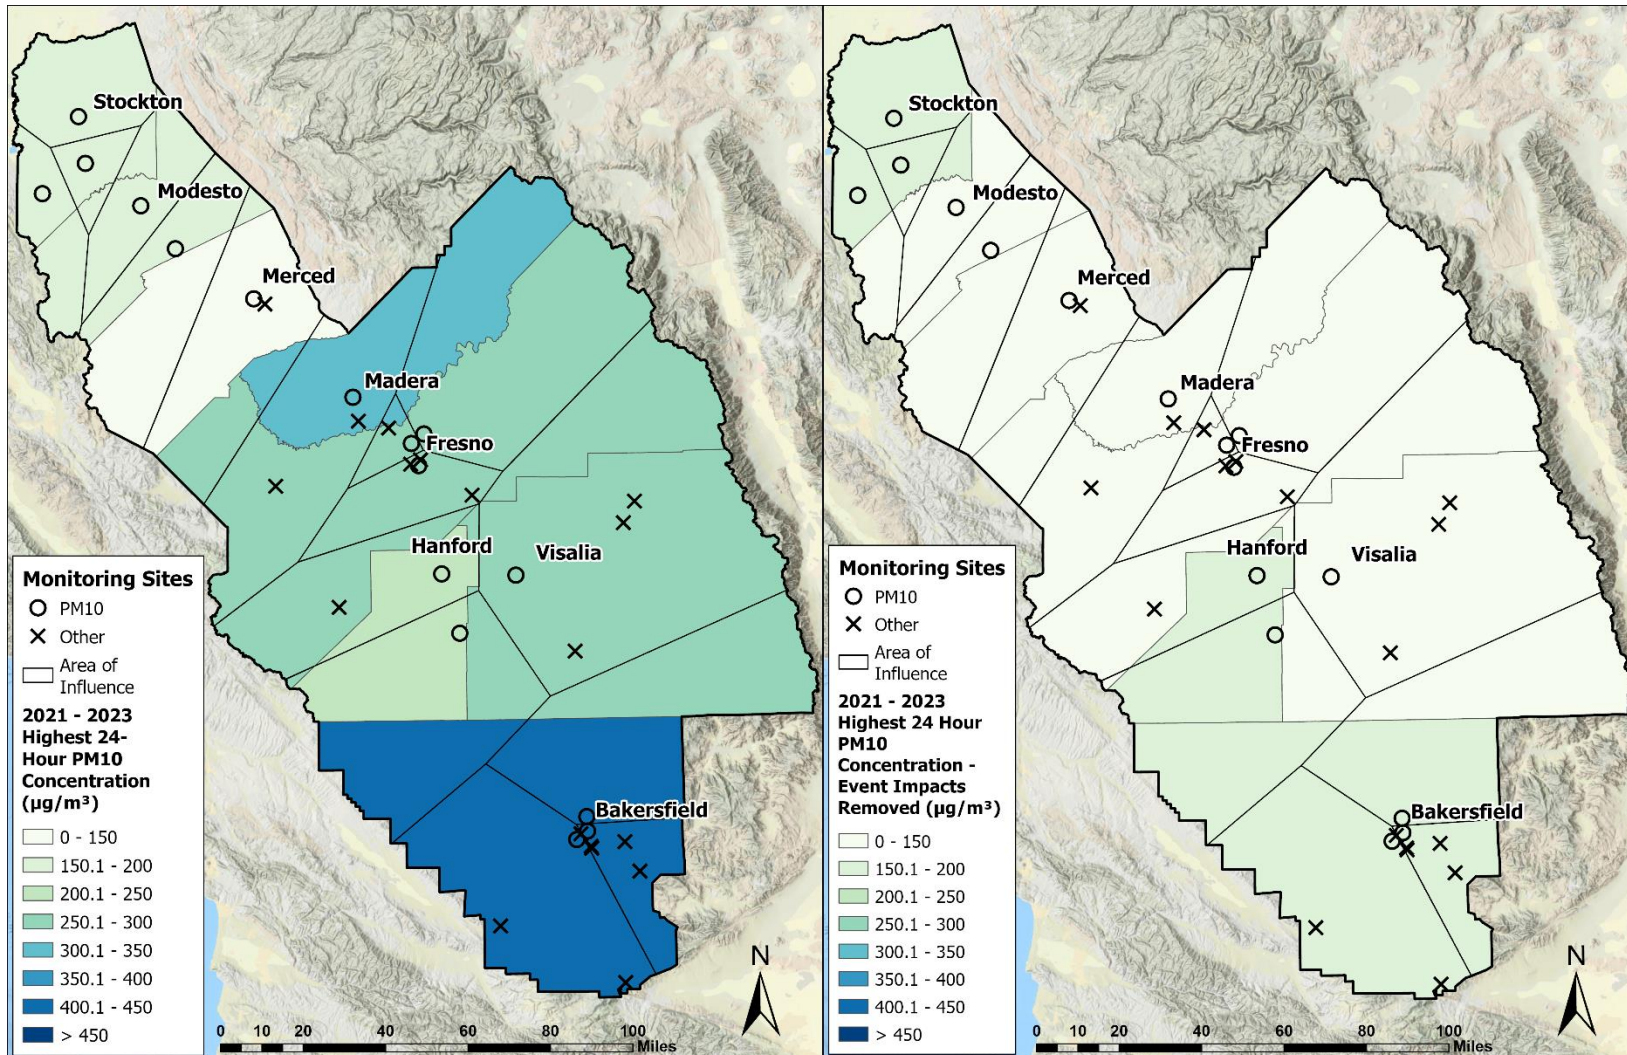 Stockton
Modesto
Merced
Madera
Fresno
Hanford
Visalia
Bakersfield
Monitoring Sites
PM10
Other
Area of
Influence
2021 - 2023
Highest 24-
Hour PM10
Concentration
(µg/m³)
0 - 150
150.1 - 200
200.1 - 250
250.1 - 300
300.1 - 350
350.1 - 400
400.1 - 450
> 450
0 10 20 40 60 80 100
Miles
N
Stockton
Modesto
Merced
Madera
Fresno
Hanford
Visalia
Bakersfield
Monitoring Sites
PM10
Other
Area of
Influence
2021 - 2023
Highest 24 Hour
PM10
Concentration -
Event Impacts
Removed (µg/m³)
0 - 150
150.1 - 200
200.1 - 250
250.1 - 300
300.1 - 350
350.1 - 400
400.1 - 450
> 450
0 10 20 40 60 80 100
Miles
N